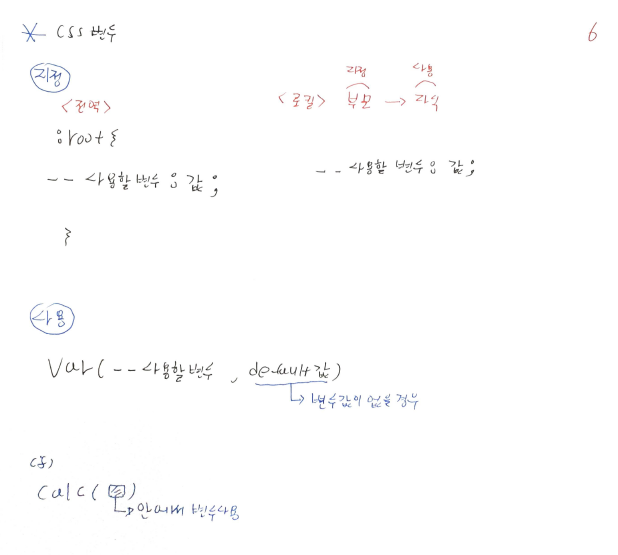 * CSS 변수
6
지정
<전역>
:root {
-- 사용할 변수 : 값 ;
}
<로컬> 부모 → 자식
지정 사용
-- 사용할 변수 : 값 ;
사용
Var( -- 사용할변수 , default 값)
↳ 변수값이 없을 경우
calc( )
↳ 안에서 변수사용